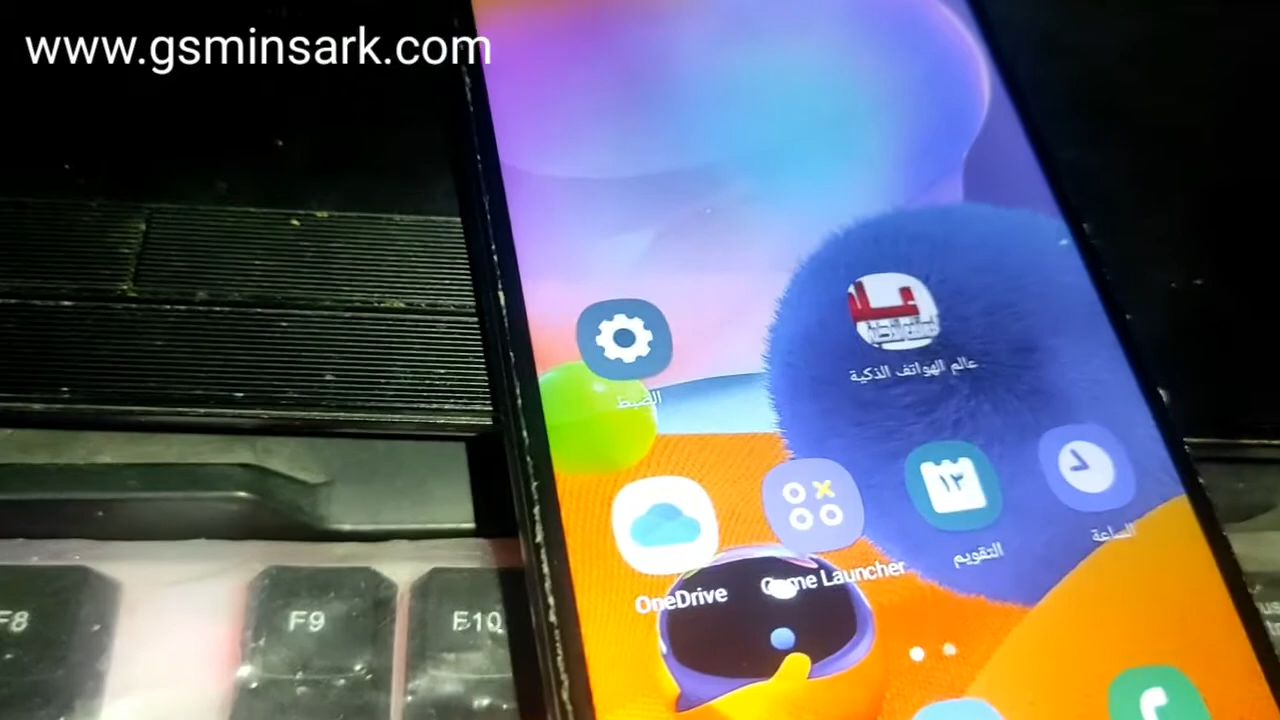 www.gsminsark.com
عالم الهواتف الذكية
الضبط
١٣
OneDrive
Game Launcher
التقويم
الساعة
F8
F9
F10